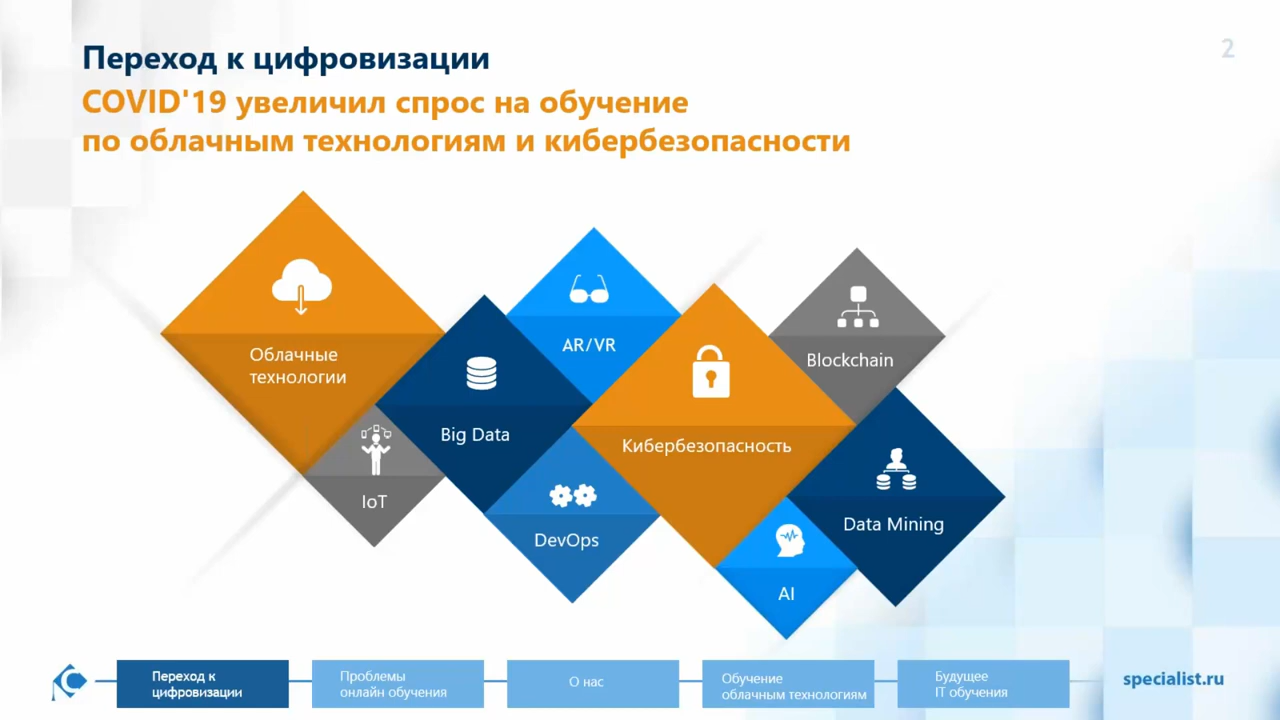 2
Переход к цифровизации
COVID'19 увеличил спрос на обучение
по облачным технологиям и кибербезопасности
Облачные
технологии
IoT
Big Data
AR/VR
DevOps
Кибербезопасность
Blockchain
Data Mining
AI
Переход к
цифровизации
Проблемы
онлайн обучения
О нас
Обучение
облачным технологиям
Будущее
IT обучения
specialist.ru